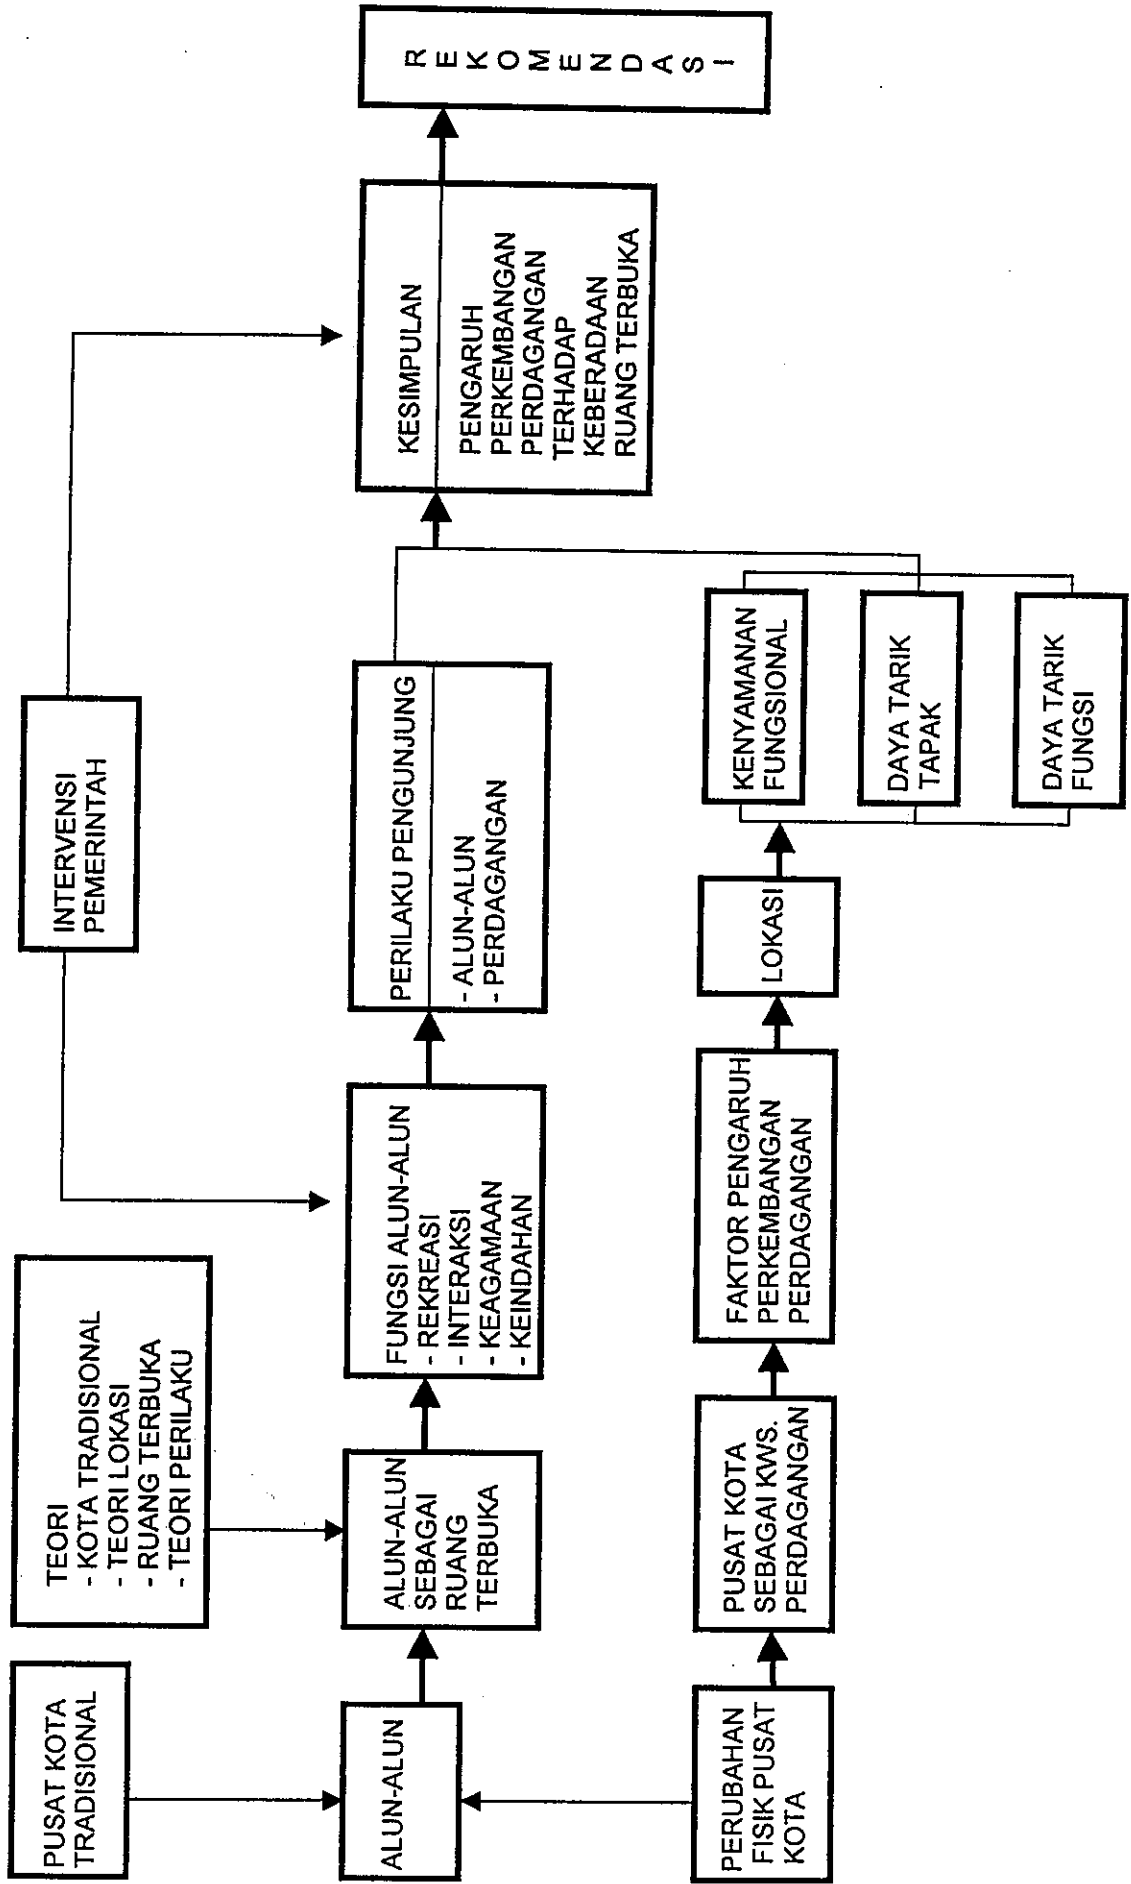 PUSAT KOTA
TRADISIONAL
TEORI
- KOTA TRADISIONAL
- TEORI LOKASI
- RUANG TERBUKA
- TEORI PERILAKU
INTERVENSI
PEMERINTAH
ALUN-ALUN
ALUN-ALUN
SEBAGAI
RUANG
TERBUKA
FUNGSI ALUN-ALUN
- REKREASI
- INTERAKSI
- KEAGAMAAN
- KEINDAHAN
PERILAKU PENGUNJUNG
- ALUN-ALUN
- PERDAGANGAN
KESIMPULAN
PENGARUH
PERKEMBANGAN
PERDAGANGAN
TERHADAP
KEBERADAAN
RUANG TERBUKA
R
E
K
O
M
E
N
D
A
S
I
PERUBAHAN
FISIK PUSAT
KOTA
PUSAT KOTA
SEBAGAI KWS.
PERDAGANGAN
FAKTOR PENGARUH
PERKEMBANGAN
PERDAGANGAN
LOKASI
KENYAMANAN
FUNGSIONAL
DAYA TARIK
TAPAK
DAYA TARIK
FUNGSI